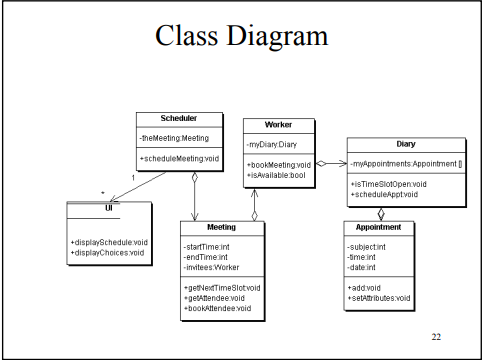 Class Diagram
Scheduler
-theMeeting:Meeting
+scheduleMeeting:void
Worker
-myDiary:Diary
+bookMeeting:void
+isAvailable:bool
Diary
-myAppointments:Appointment []
+isTimeSlotOpen:void
+scheduleAppt:void
1
*
UI
+displaySchedule:void
+displayChoices:void
Meeting
-startTime:int
-endTime:int
-invitees:Worker
+getNextTimeSlot:void
+getAttendee:void
+bookAttendee:void
Appointment
-subject:int
-time:int
-date:int
+add:void
+setAttributes:void
22